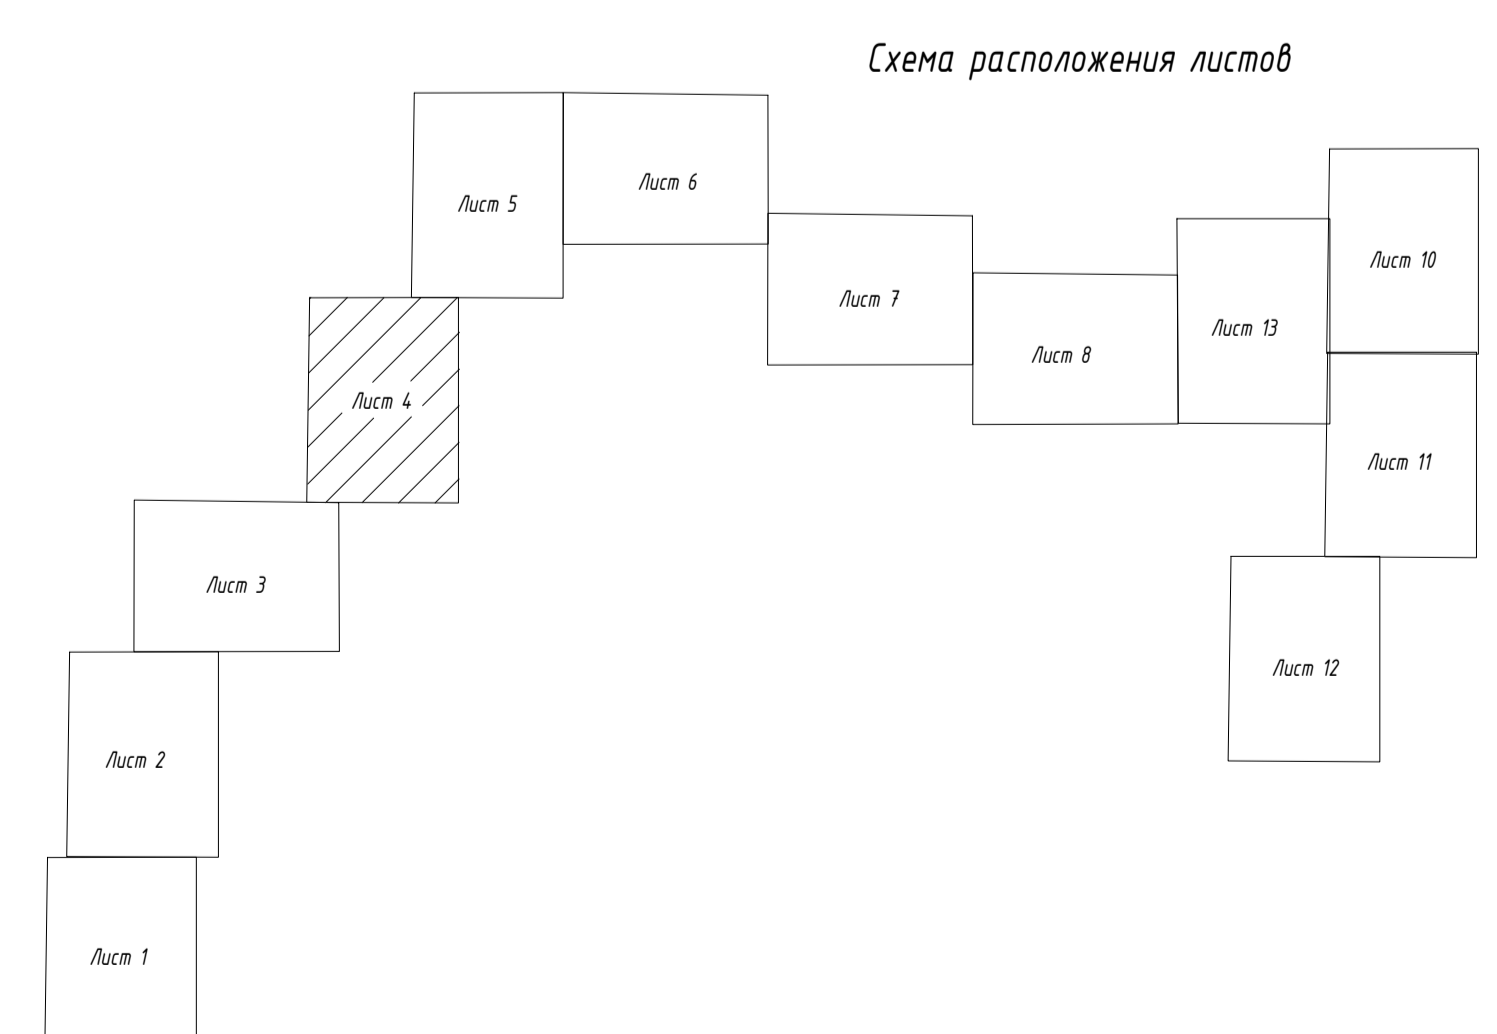 Схема расположения листов
Лист 5
Лист 6
Лист 10
Лист 7
Лист 13
Лист 8
Лист 4
Лист 11
Лист 3
Лист 12
Лист 2
Лист 1